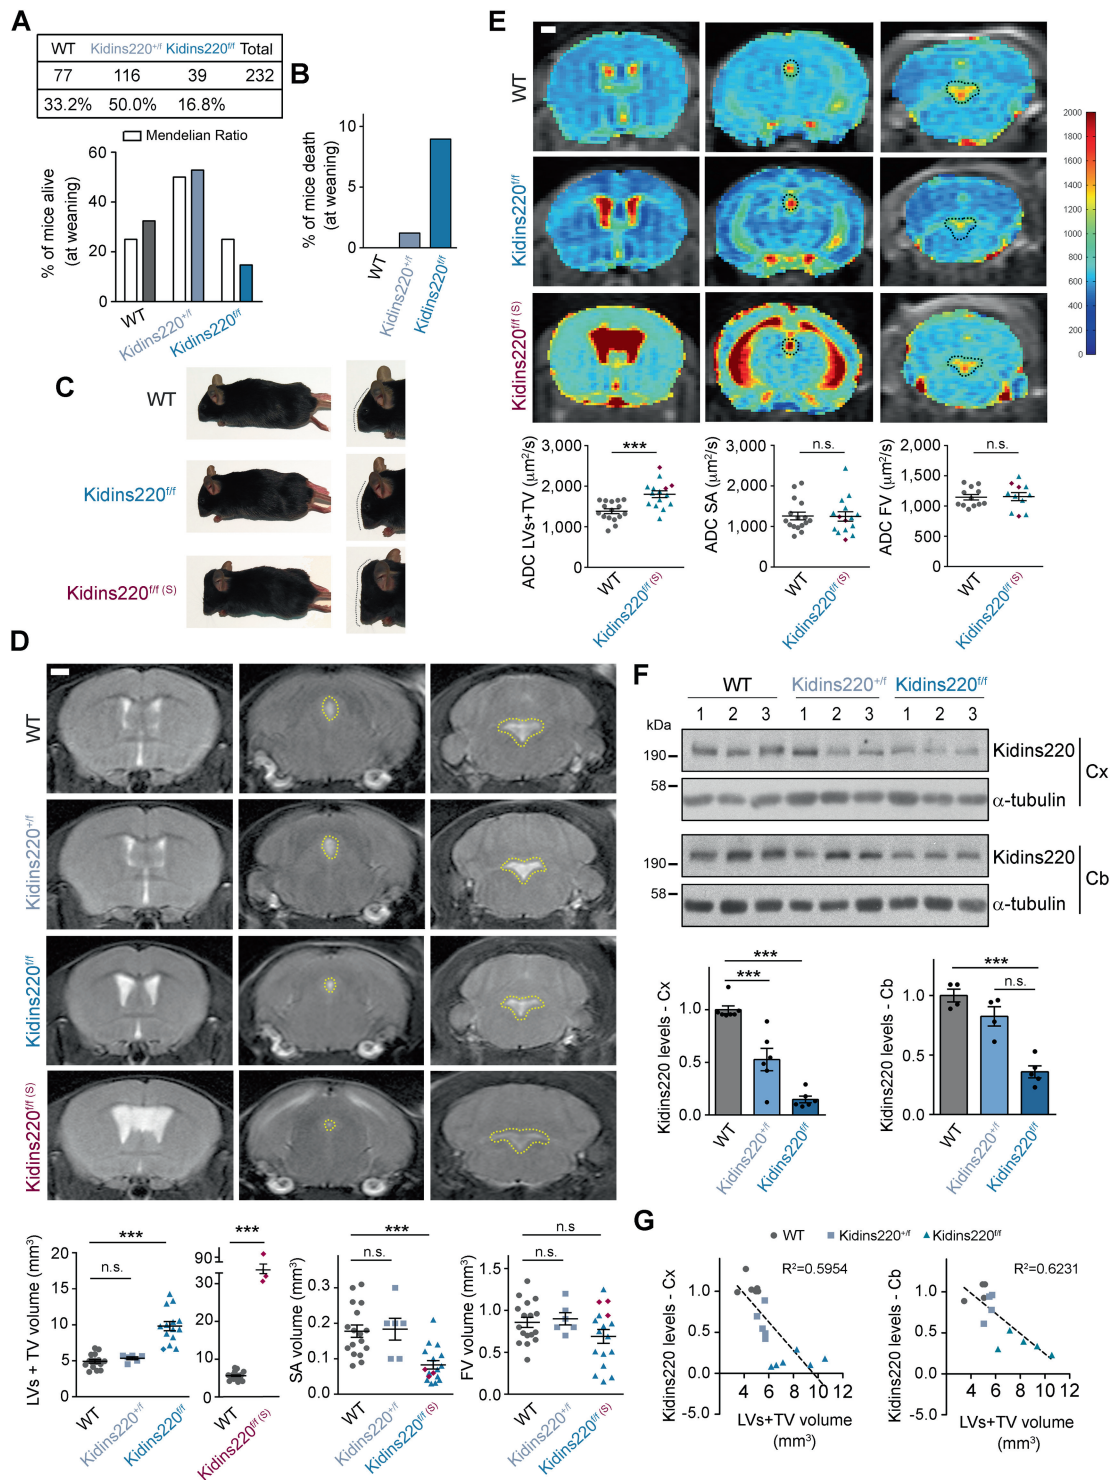 A
WT Kidins220+/f Kidins220f/f Total
77 116 39 232
33.2% 50.0% 16.8%
Mendelian Ratio
% of mice alive
(at weaning)
60
40
20
0
WT
Kidins220+/f
Kidins220f/f
B
% of mice death
(at weaning)
10
5
0
WT
Kidins220+/f
Kidins220f/f
C
WT
Kidins220f/f
Kidins220f/f (S)
D
WT
Kidins220+/f
Kidins220f/f
Kidins220f/f (S)
LVs + TV volume (mm3)
20
15
10
5
0
***
n.s.
WT
Kidins220+/f
Kidins220f/f
90
30
20
10
0
***
WT
Kidins220f/f (S)
SA volume (mm3)
0.3
0.2
0.1
0.0
***
n.s.
WT
Kidins220+/f
Kidins220f/f (S)
FV volume (mm3)
1.5
1.0
0.5
0.0
n.s
n.s.
WT
Kidins220+/f
Kidins220f/f (S)
E
WT
Kidins220f/f
Kidins220f/f (S)
2000
1800
1600
1400
1200
1000
800
600
400
200
0
ADC LVs+TV (μm2/s)
3,000
2,000
1,000
0
***
WT
Kidins220f/f (S)
ADC SA (μm2/s)
3,000
2,000
1,000
0
n.s.
WT
Kidins220f/f (S)
ADC FV (μm2/s)
2,000
1,500
1,000
500
0
n.s.
WT
Kidins220f/f (S)
F
WT Kidins220+/f Kidins220f/f
kDa 1 2 3 1 2 3 1 2 3
190 Kidins220
58
α-tubulin
Cx
190 Kidins220
58
α-tubulin
Cb
Kidins220 levels - Cx
1.0
0.5
0.0
***
***
WT
Kidins220+/f
Kidins220f/f
Kidins220 levels - Cb
1.0
0.5
0.0
***
n.s.
WT
Kidins220+/f
Kidins220f/f
G
WT Kidins220+/f Kidins220f/f
Kidins220 levels - Cx
R2=0.5954
1.0
0.5
0.0
-5.0
4 6 8 10 12
LVs+TV volume
(mm3)
Kidins220 levels - Cb
R2=0.6231
1.5
1.0
0.5
0.0
-5.0
4 6 8 10 12
LVs+TV volume
(mm3)